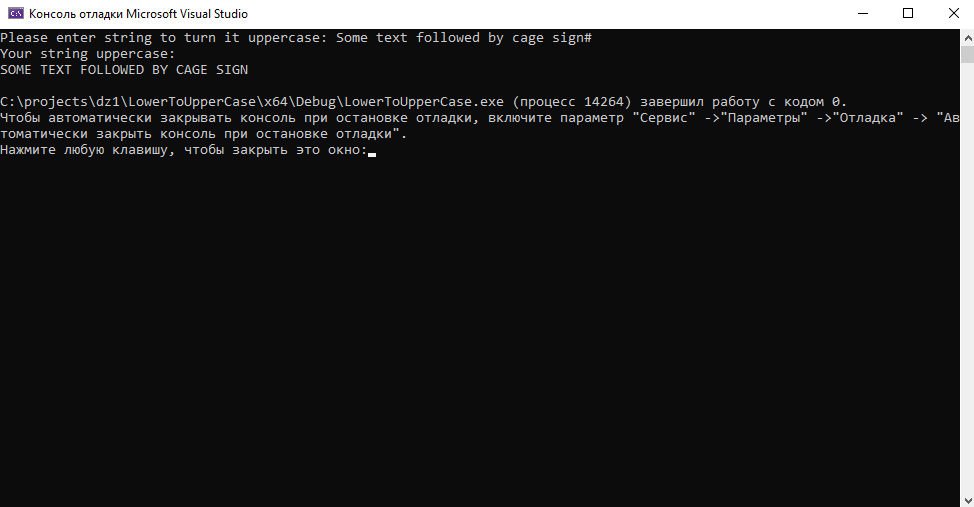 Консоль отладки Microsoft Visual Studio
Please enter string to turn it uppercase: Some text followed by cage sign#
Your string uppercase:
SOME TEXT FOLLOWED BY CAGE SIGN
C:\projects\dz1\LowerToUpperCase\x64\Debug\LowerToUpperCase.exe (процесс 14264) завершил работу с кодом 0.
Чтобы автоматически закрывать консоль при остановке отладки, включите параметр "Сервис" ->"Параметры" ->"Отладка" -> "Ав
томатически закрыть консоль при остановке отладки".
Нажмите любую клавишу, чтобы закрыть это окно: